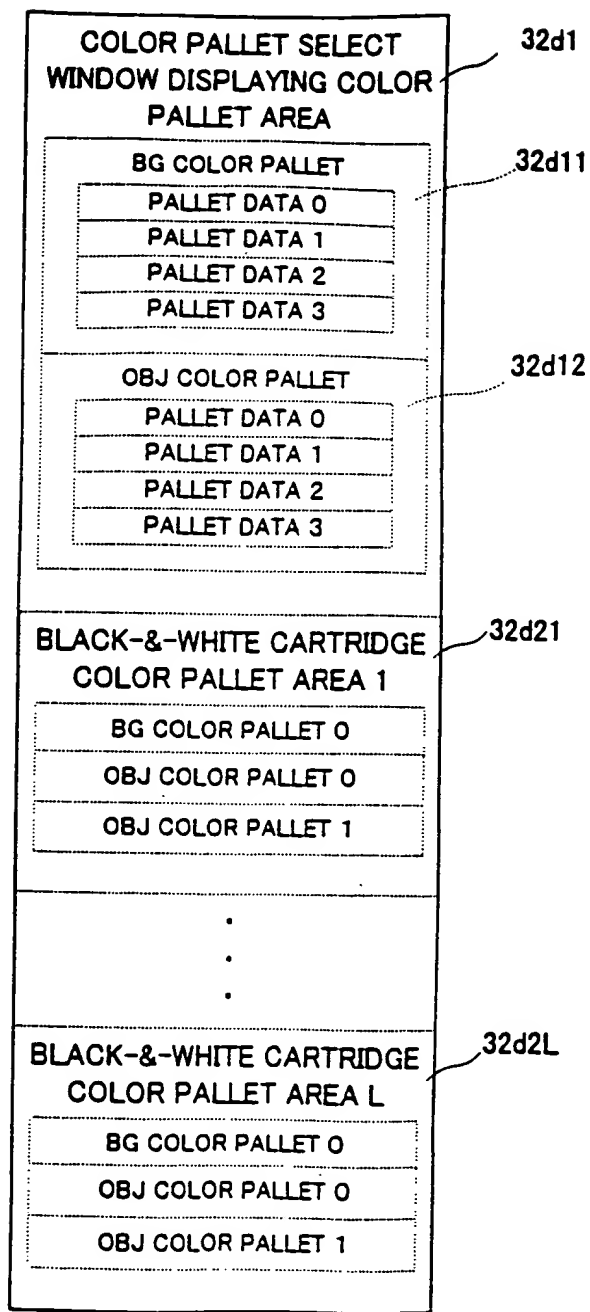 COLOR PALLET SELECT
WINDOW DISPLAYING COLOR
PALLET AREA
32d1
BG COLOR PALLET
32d11
PALLET DATA 0
PALLET DATA 1
PALLET DATA 2
PALLET DATA 3
OBJ COLOR PALLET
32d12
PALLET DATA 0
PALLET DATA 1
PALLET DATA 2
PALLET DATA 3
BLACK-&-WHITE CARTRIDGE
COLOR PALLET AREA 1
32d21
BG COLOR PALLET 0
OBJ COLOR PALLET 0
OBJ COLOR PALLET 1
BLACK-&-WHITE CARTRIDGE
COLOR PALLET AREA L
32d2L
BG COLOR PALLET 0
OBJ COLOR PALLET 0
OBJ COLOR PALLET 1